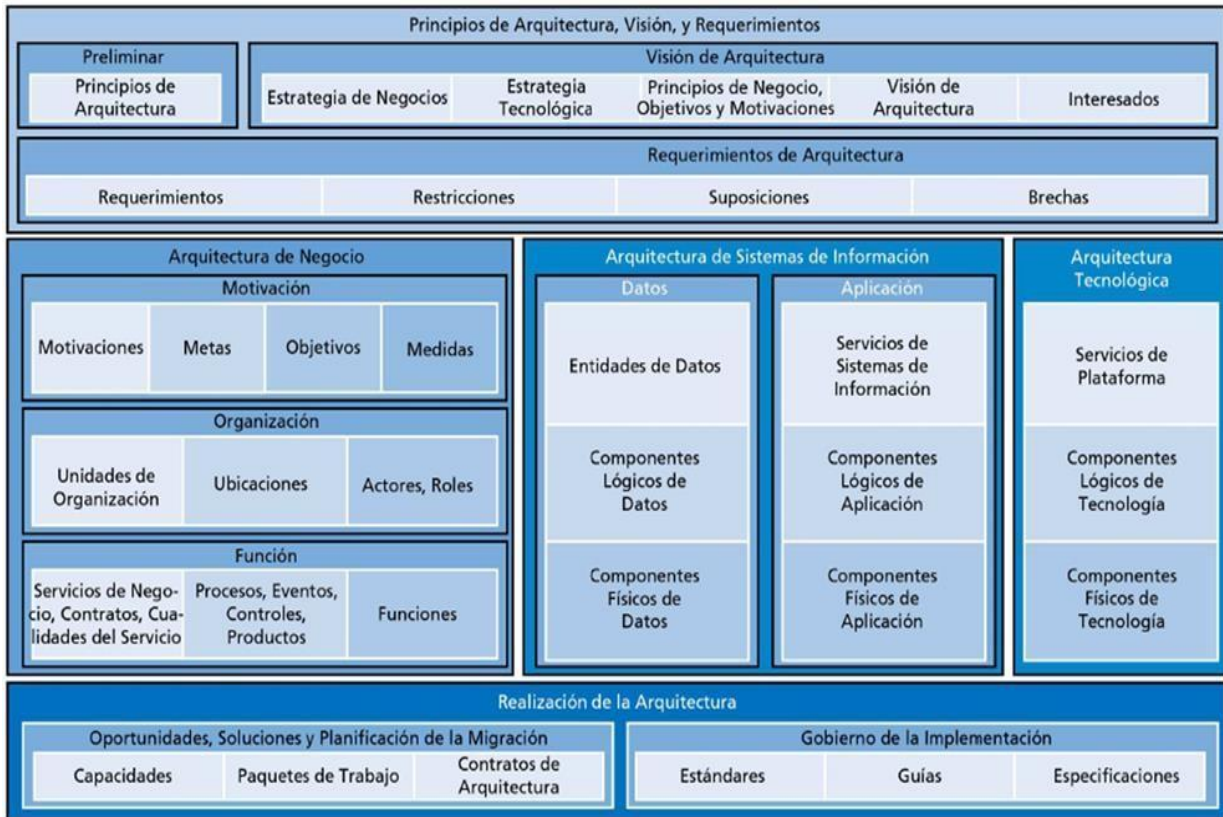 Principios de Arquitectura, Visión, y Requerimientos
Preliminar
Principios de
Arquitectura
Visión de Arquitectura
Estrategia de Negocios
Estrategia
Tecnológica
Principios de Negocio,
Objetivos y Motivaciones
Visión de
Arquitectura
Interesados
Requerimientos de Arquitectura
Requerimientos
Restricciones
Suposiciones
Brechas
Arquitectura de Negocio
Motivación
Motivaciones
Metas
Objetivos
Medidas
Organización
Unidades de
Organización
Ubicaciones
Actores, Roles
Función
Servicios de Nego-
cio, Contratos, Cua-
lidades del Servicio
Procesos, Eventos,
Controles,
Productos
Funciones
Arquitectura de Sistemas de Información
Datos
Entidades de Datos
Componentes
Lógicos de
Datos
Componentes
Físicos de
Datos
Aplicación
Servicios de
Sistemas de
Información
Componentes
Lógicos de
Aplicación
Componentes
Físicos de
Aplicación
Arquitectura
Tecnológica
Servicios de
Plataforma
Componentes
Lógicos de
Tecnología
Componentes
Físicos de
Tecnología
Realización de la Arquitectura
Oportunidades, Soluciones y Planificación de la Migración
Capacidades
Paquetes de Trabajo
Contratos de
Arquitectura
Gobierno de la Implementación
Estándares
Guías
Especificaciones